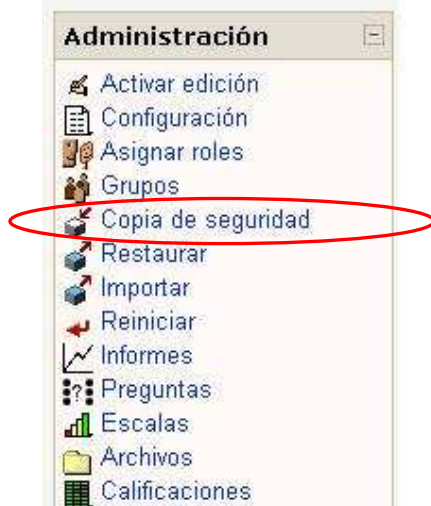 Administración
Activar edición
Configuración
Asignar roles
Grupos
Copia de seguridad
Restaurar
Importar
Reiniciar
Informes
Preguntas
Escalas
Archivos
Calificaciones